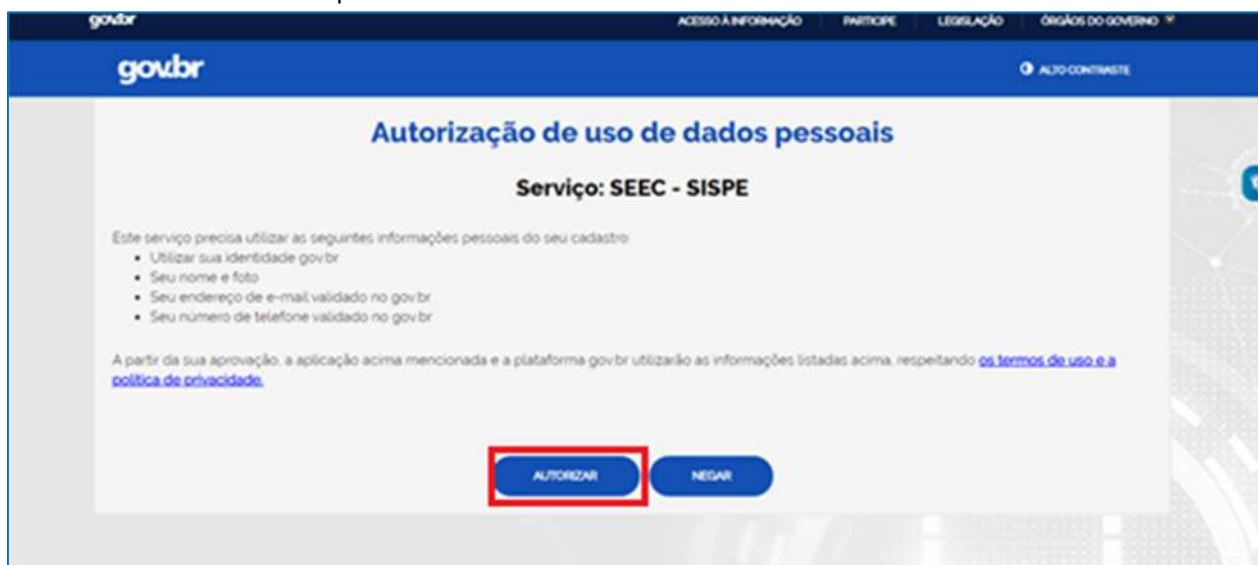 gov.br ACESSO À INFORMAÇÃO PARTICIPE LEGISLAÇÃO ÓRGÃOS DO GOVERNO
gov.br ALTO CONTRASTE
Autorização de uso de dados pessoais
Serviço: SEEC - SISPE
Este serviço precisa utilizar as seguintes informações pessoais do seu cadastro:
• Utilizar sua identidade gov.br
• Seu nome e foto
• Seu endereço de e-mail validado no gov.br
• Seu número de telefone validado no gov.br
A partir da sua aprovação, a aplicação acima mencionada e a plataforma gov.br utilizarão as informações listadas acima, respeitando os termos de uso e a
política de privacidade.
AUTORIZAR NEGAR